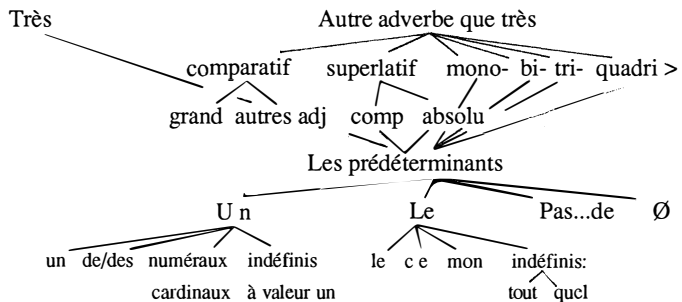 Très Autre adverbe que très
comparatif superlatif mono- bi- tri- quadri >
grand autres adj comp absolu
Les prédéterminants
U n Le Pas...de Ø
un de/des numéraux indéfinis le c e mon indéfinis:
cardinaux à valeur un tout quel